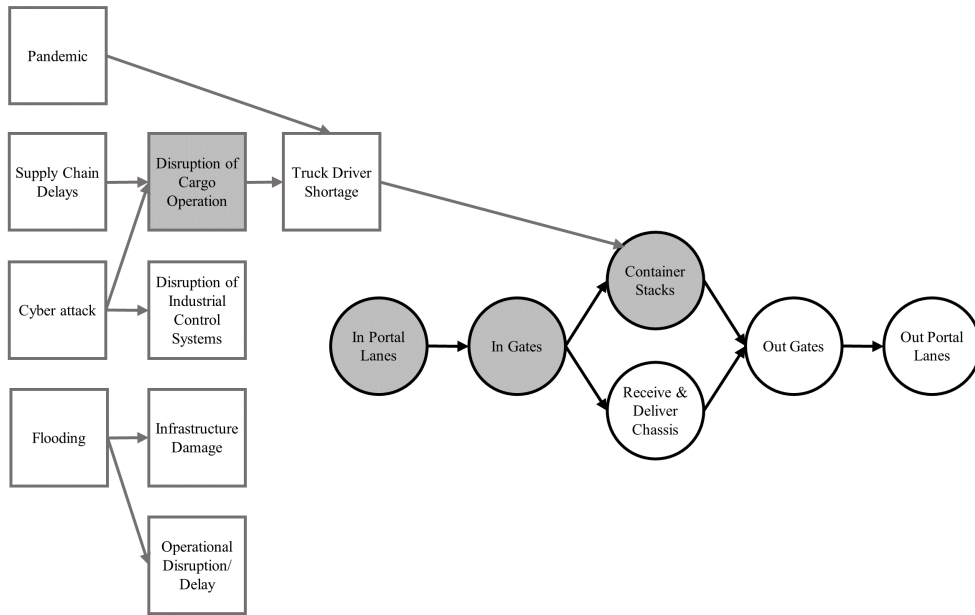 Pandemic
Supply Chain
Delays
Disruption of
Cargo
Operation
Truck Driver
Shortage
Cyber attack
Disruption of
Industrial
Control
Systems
Container
Stacks
In Portal
Lanes
In Gates
Out Gates
Out Portal
Lanes
Receive &
Deliver
Chassis
Flooding
Infrastructure
Damage
Operational
Disruption/
Delay